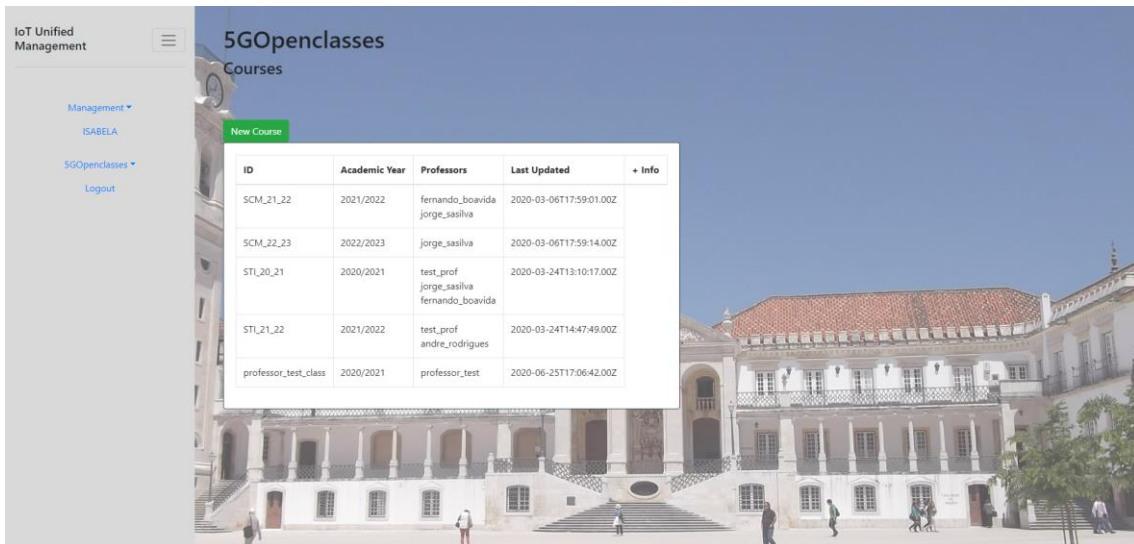 IoT Unified
Management
Management
ISABELA
5GOpenclasses
Logout
5GOpenclasses
Courses
New Course
ID Academic Year Professors Last Updated + Info
SCM_21_22 2021/2022 fernando_boavida 2020-03-06T17:59:01.00Z
jorge_sasilva
SCM_22_23 2022/2023 jorge_sasilva 2020-03-06T17:59:14.00Z
STI_20_21 2020/2021 test_prof 2020-03-24T13:10:17.00Z
jorge_sasilva
fernando_boavida
STI_21_22 2021/2022 test_prof 2020-03-24T14:47:49.00Z
andre_rodrigues
professor_test_class 2020/2021 professor_test 2020-06-25T17:06:42.00Z